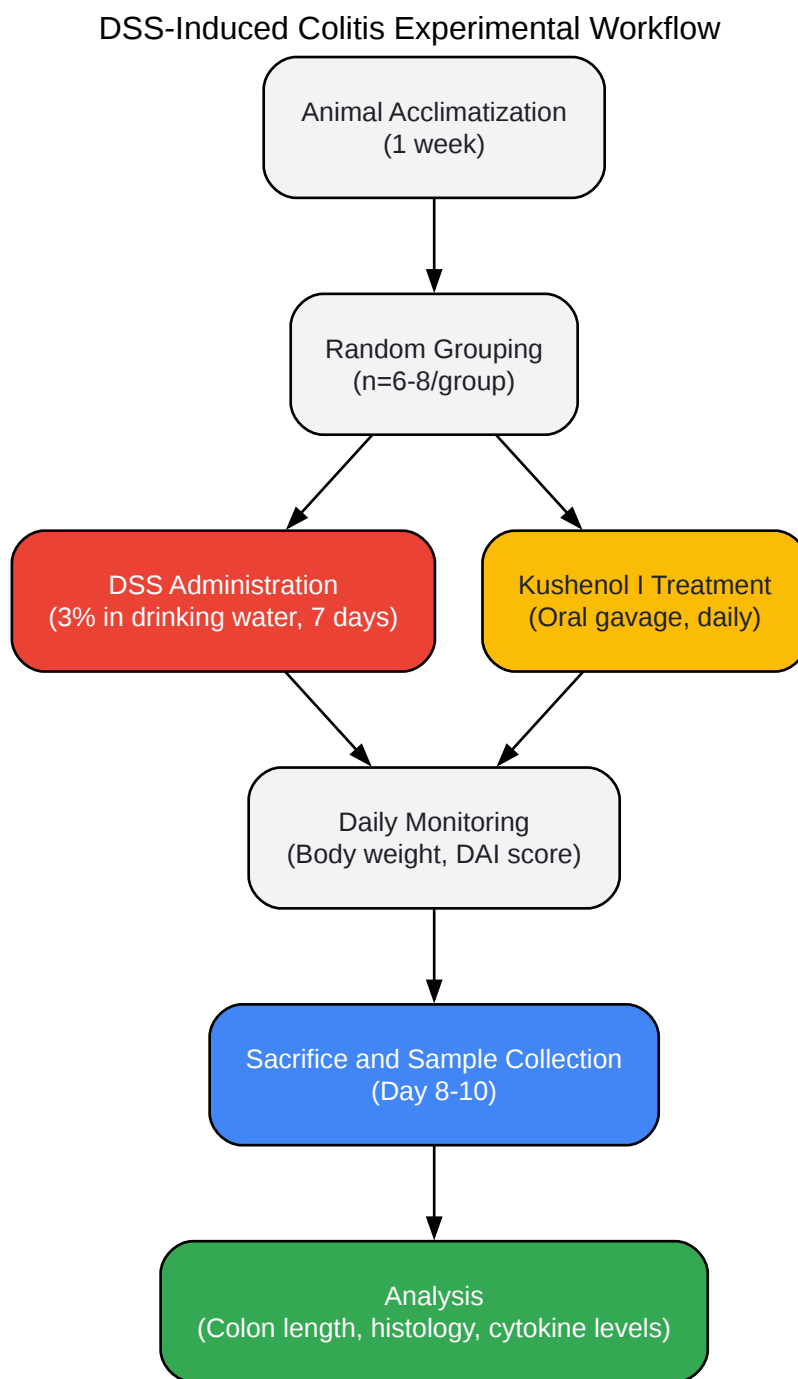 DSS-Induced Colitis Experimental Workflow
Animal Acclimatization
(1 week)
Random Grouping
(n=6-8/group)
DSS Administration
(3% in drinking water, 7 days)
Kushenol I Treatment
(Oral gavage, daily)
Daily Monitoring
(Body weight, DAI score)
Sacrifice and Sample Collection
(Day 8-10)
Analysis
(Colon length, histology, cytokine levels)